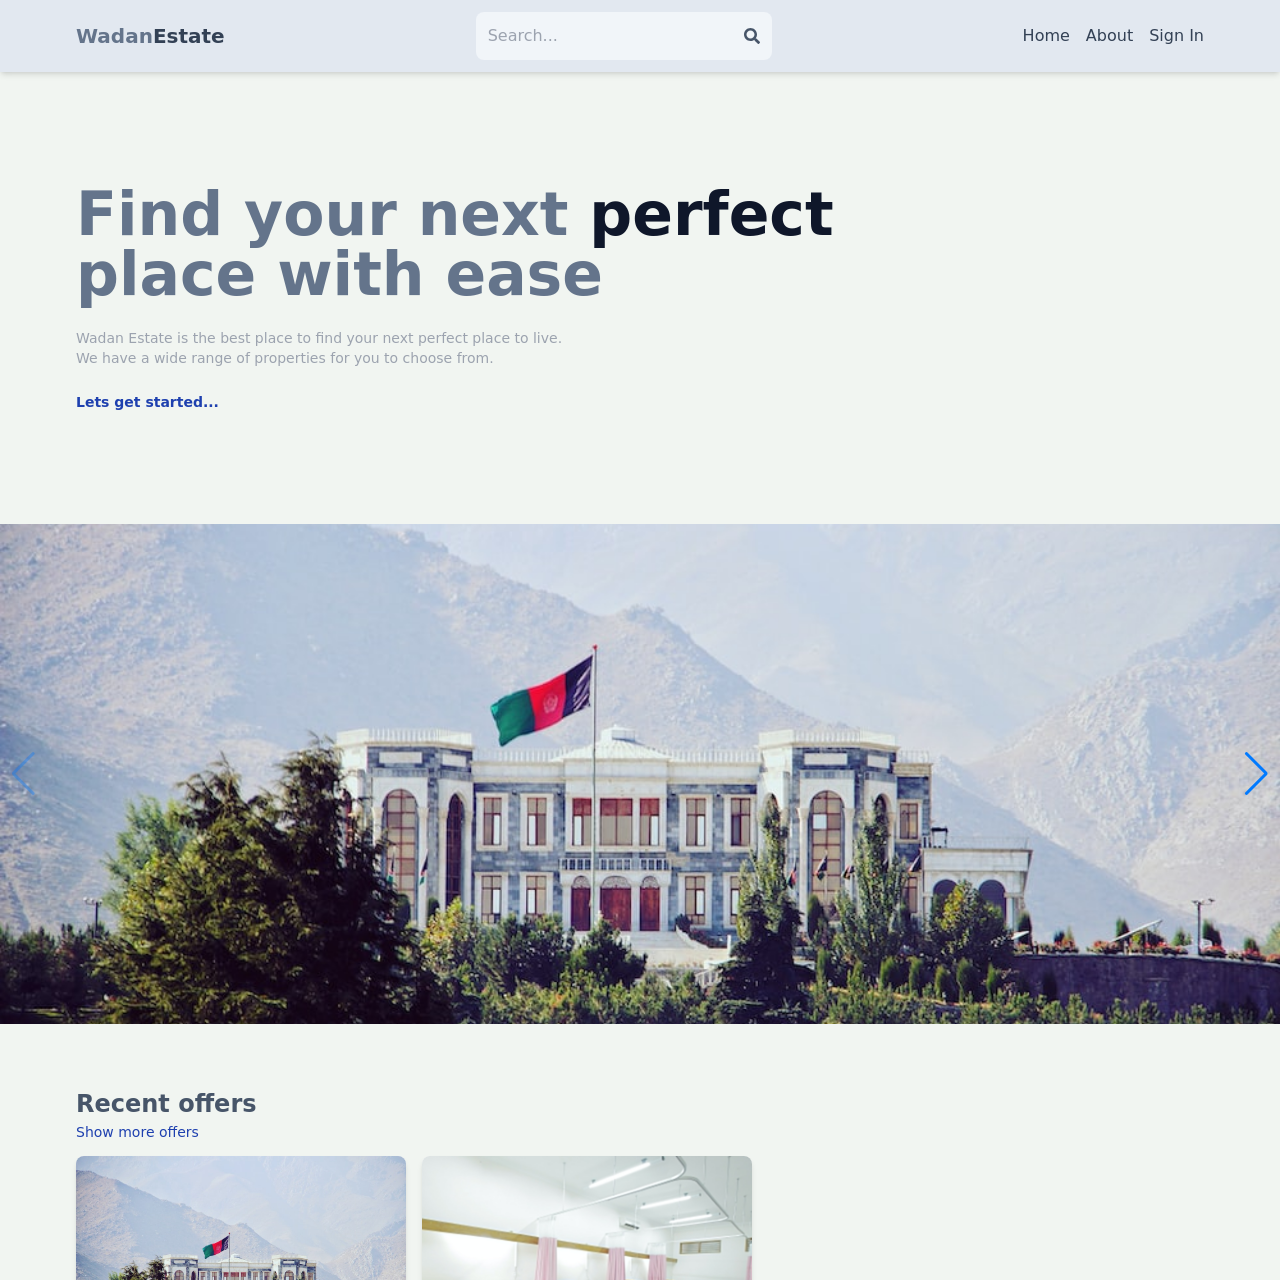 WadanEstate
Search...
Home
About
Sign In
Find your next perfect
place with ease
Wadan Estate is the best place to find your next perfect place to live.
We have a wide range of properties for you to choose from.
Lets get started...
Recent offers
Show more offers